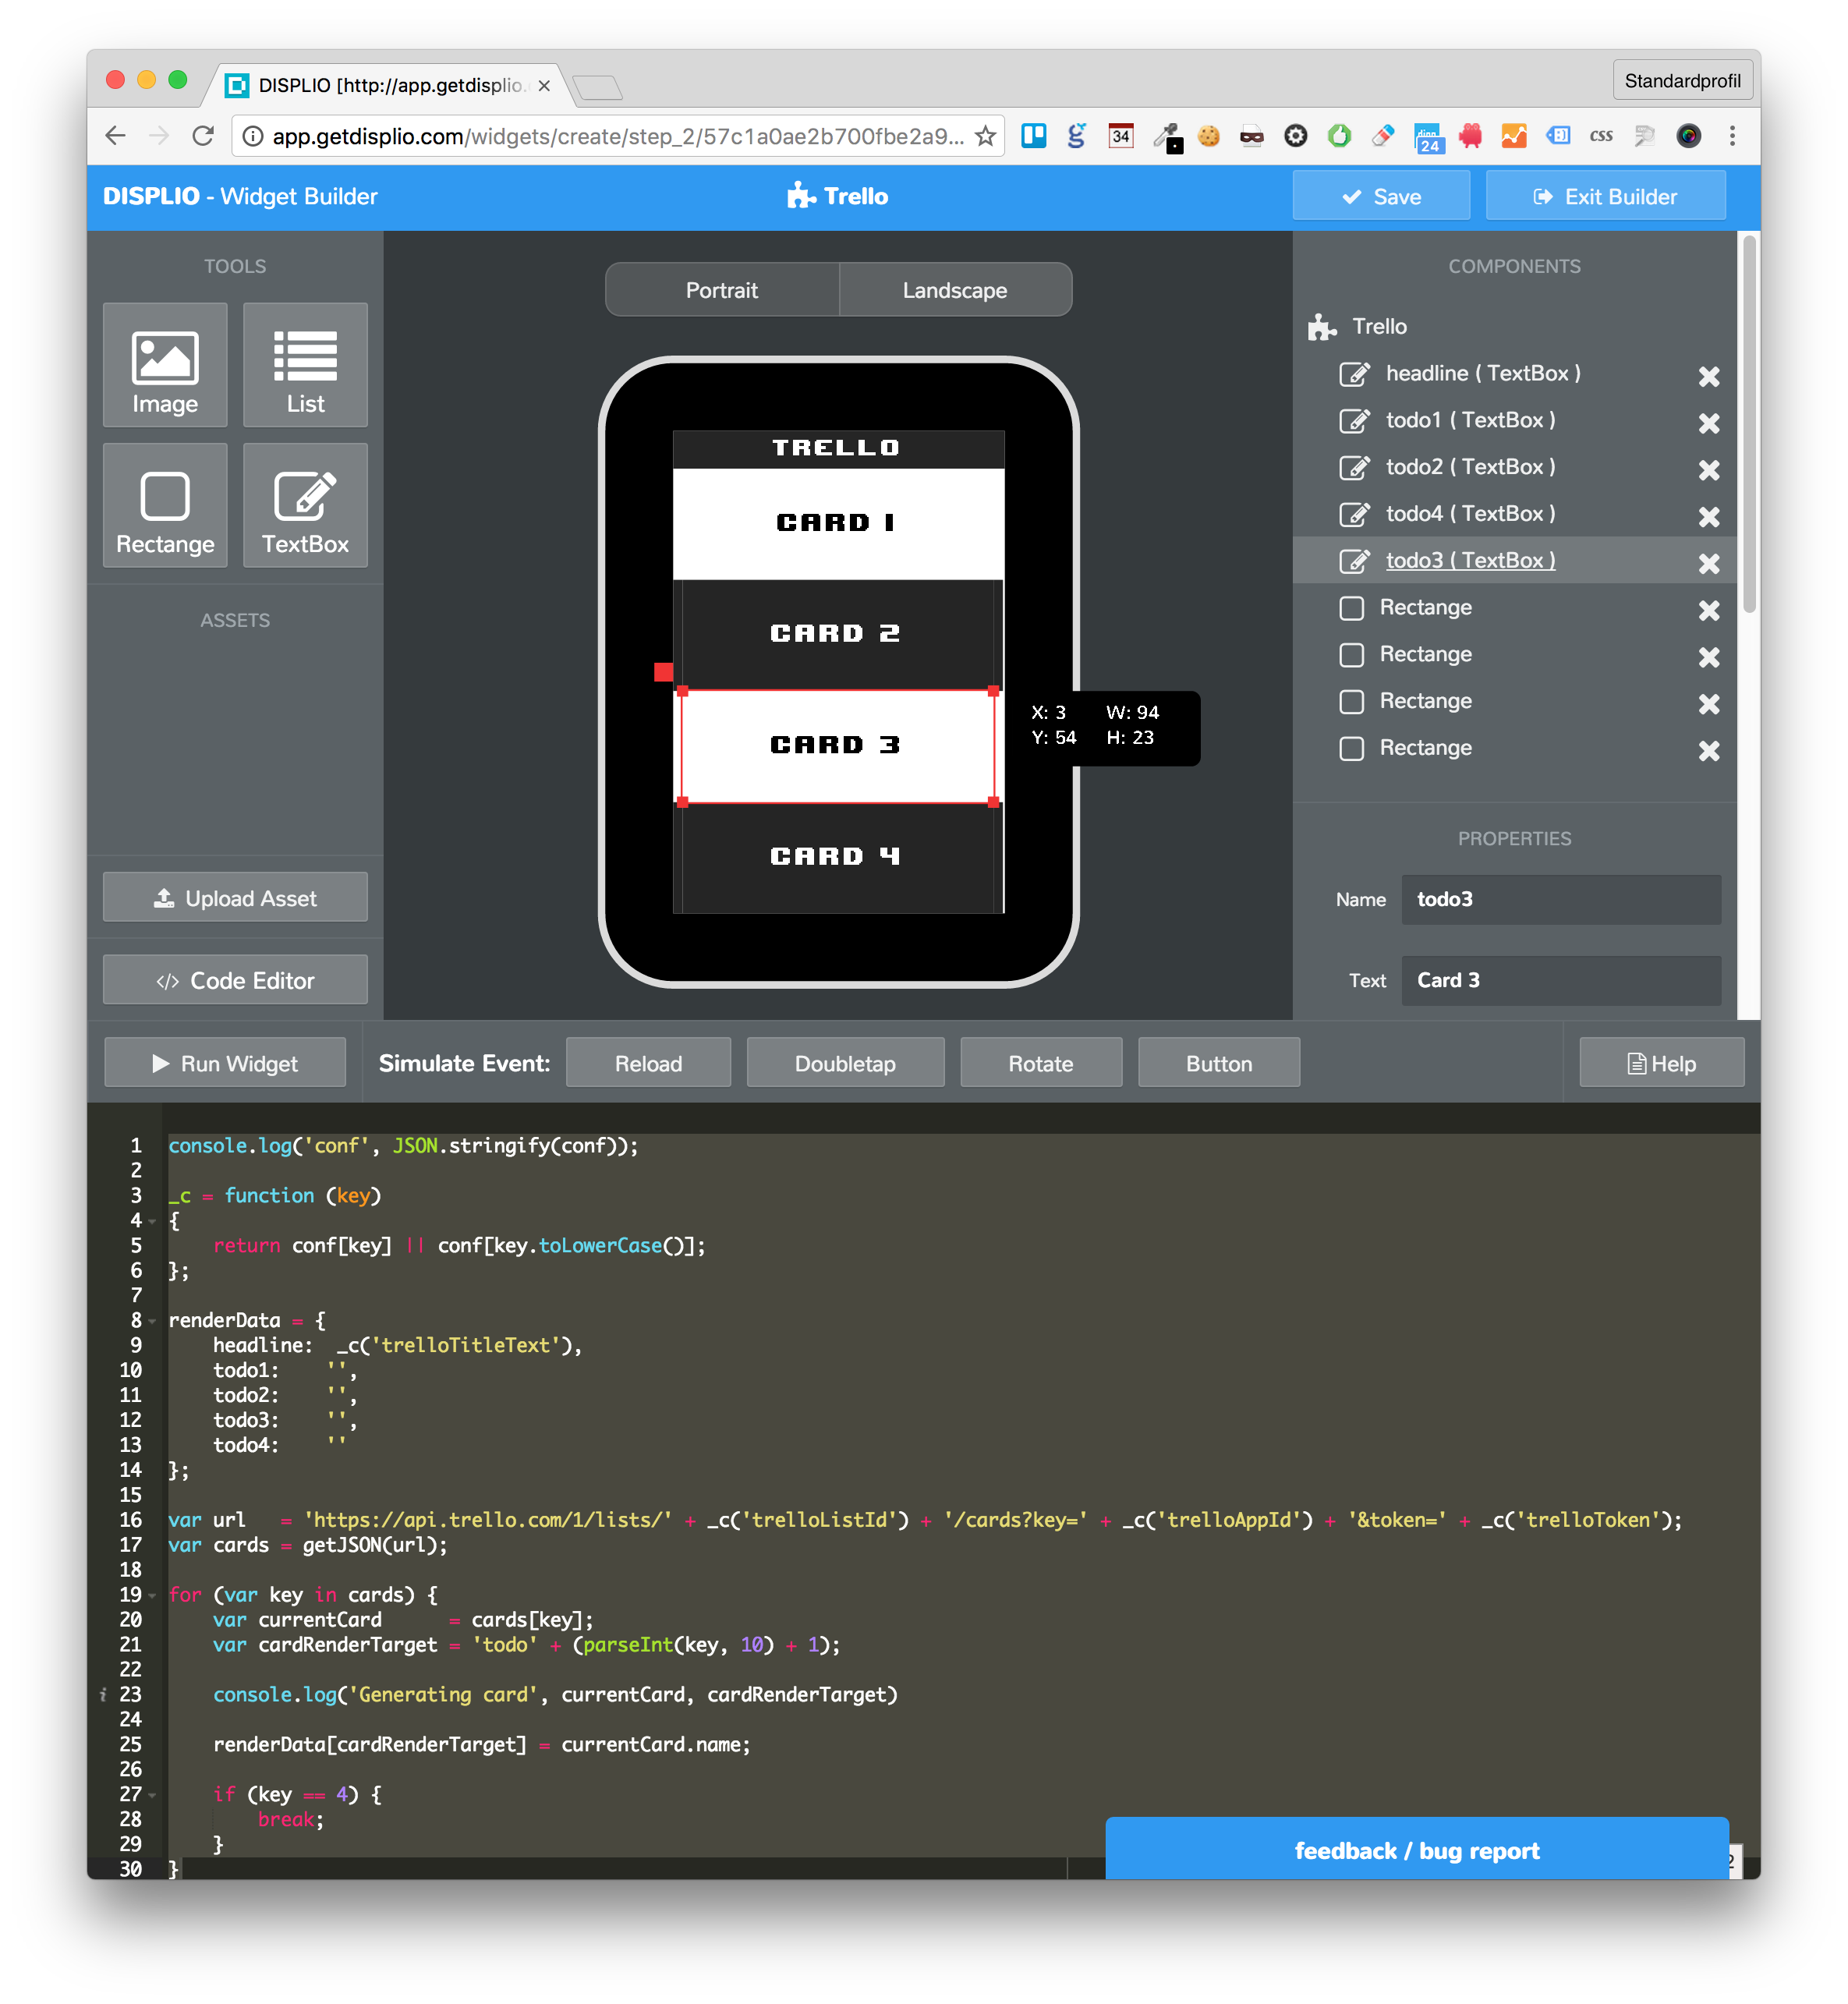 DISPLIO [http://app.getdisplio.
Standardprofil
app.getdisplio.com/widgets/create/step_2/57c1a0ae2b700fbe2a9...
34
24
css
DISPLIO - Widget Builder
Trello
Save
Exit Builder
TOOLS
Image
List
Rectange
TextBox
ASSETS
Upload Asset
Code Editor
Portrait
Landscape
TRELLO
CARD 1
CARD 2
CARD 3
CARD 4
X: 3 W: 94
Y: 54 H: 23
COMPONENTS
Trello
headline ( TextBox )
todo1 ( TextBox )
todo2 ( TextBox )
todo4 ( TextBox )
todo3 ( TextBox )
Rectange
Rectange
Rectange
Rectange
PROPERTIES
Name todo3
Text Card 3
Run Widget
Simulate Event:
Reload
Doubletap
Rotate
Button
Help
1 console.log('conf', JSON.stringify(conf));
2
3 _c = function (key)
4 {
5     return conf[key] || conf[key.toLowerCase()];
6 };
7
8 renderData = {
9     headline:  _c('trelloTitleText'),
10     todo1:    '',
11     todo2:    '',
12     todo3:    '',
13     todo4:    ''
14 };
15
16 var url   = 'https://api.trello.com/1/lists/' + _c('trelloListId') + '/cards?key=' + _c('trelloAppId') + '&token=' + _c('trelloToken');
17 var cards = getJSON(url);
18
19 for (var key in cards) {
20     var currentCard      = cards[key];
21     var cardRenderTarget = 'todo' + (parseInt(key, 10) + 1);
22
23     console.log('Generating card', currentCard, cardRenderTarget)
24
25     renderData[cardRenderTarget] = currentCard.name;
26
27     if (key == 4) {
28         break;
29     }
30 }
feedback / bug report